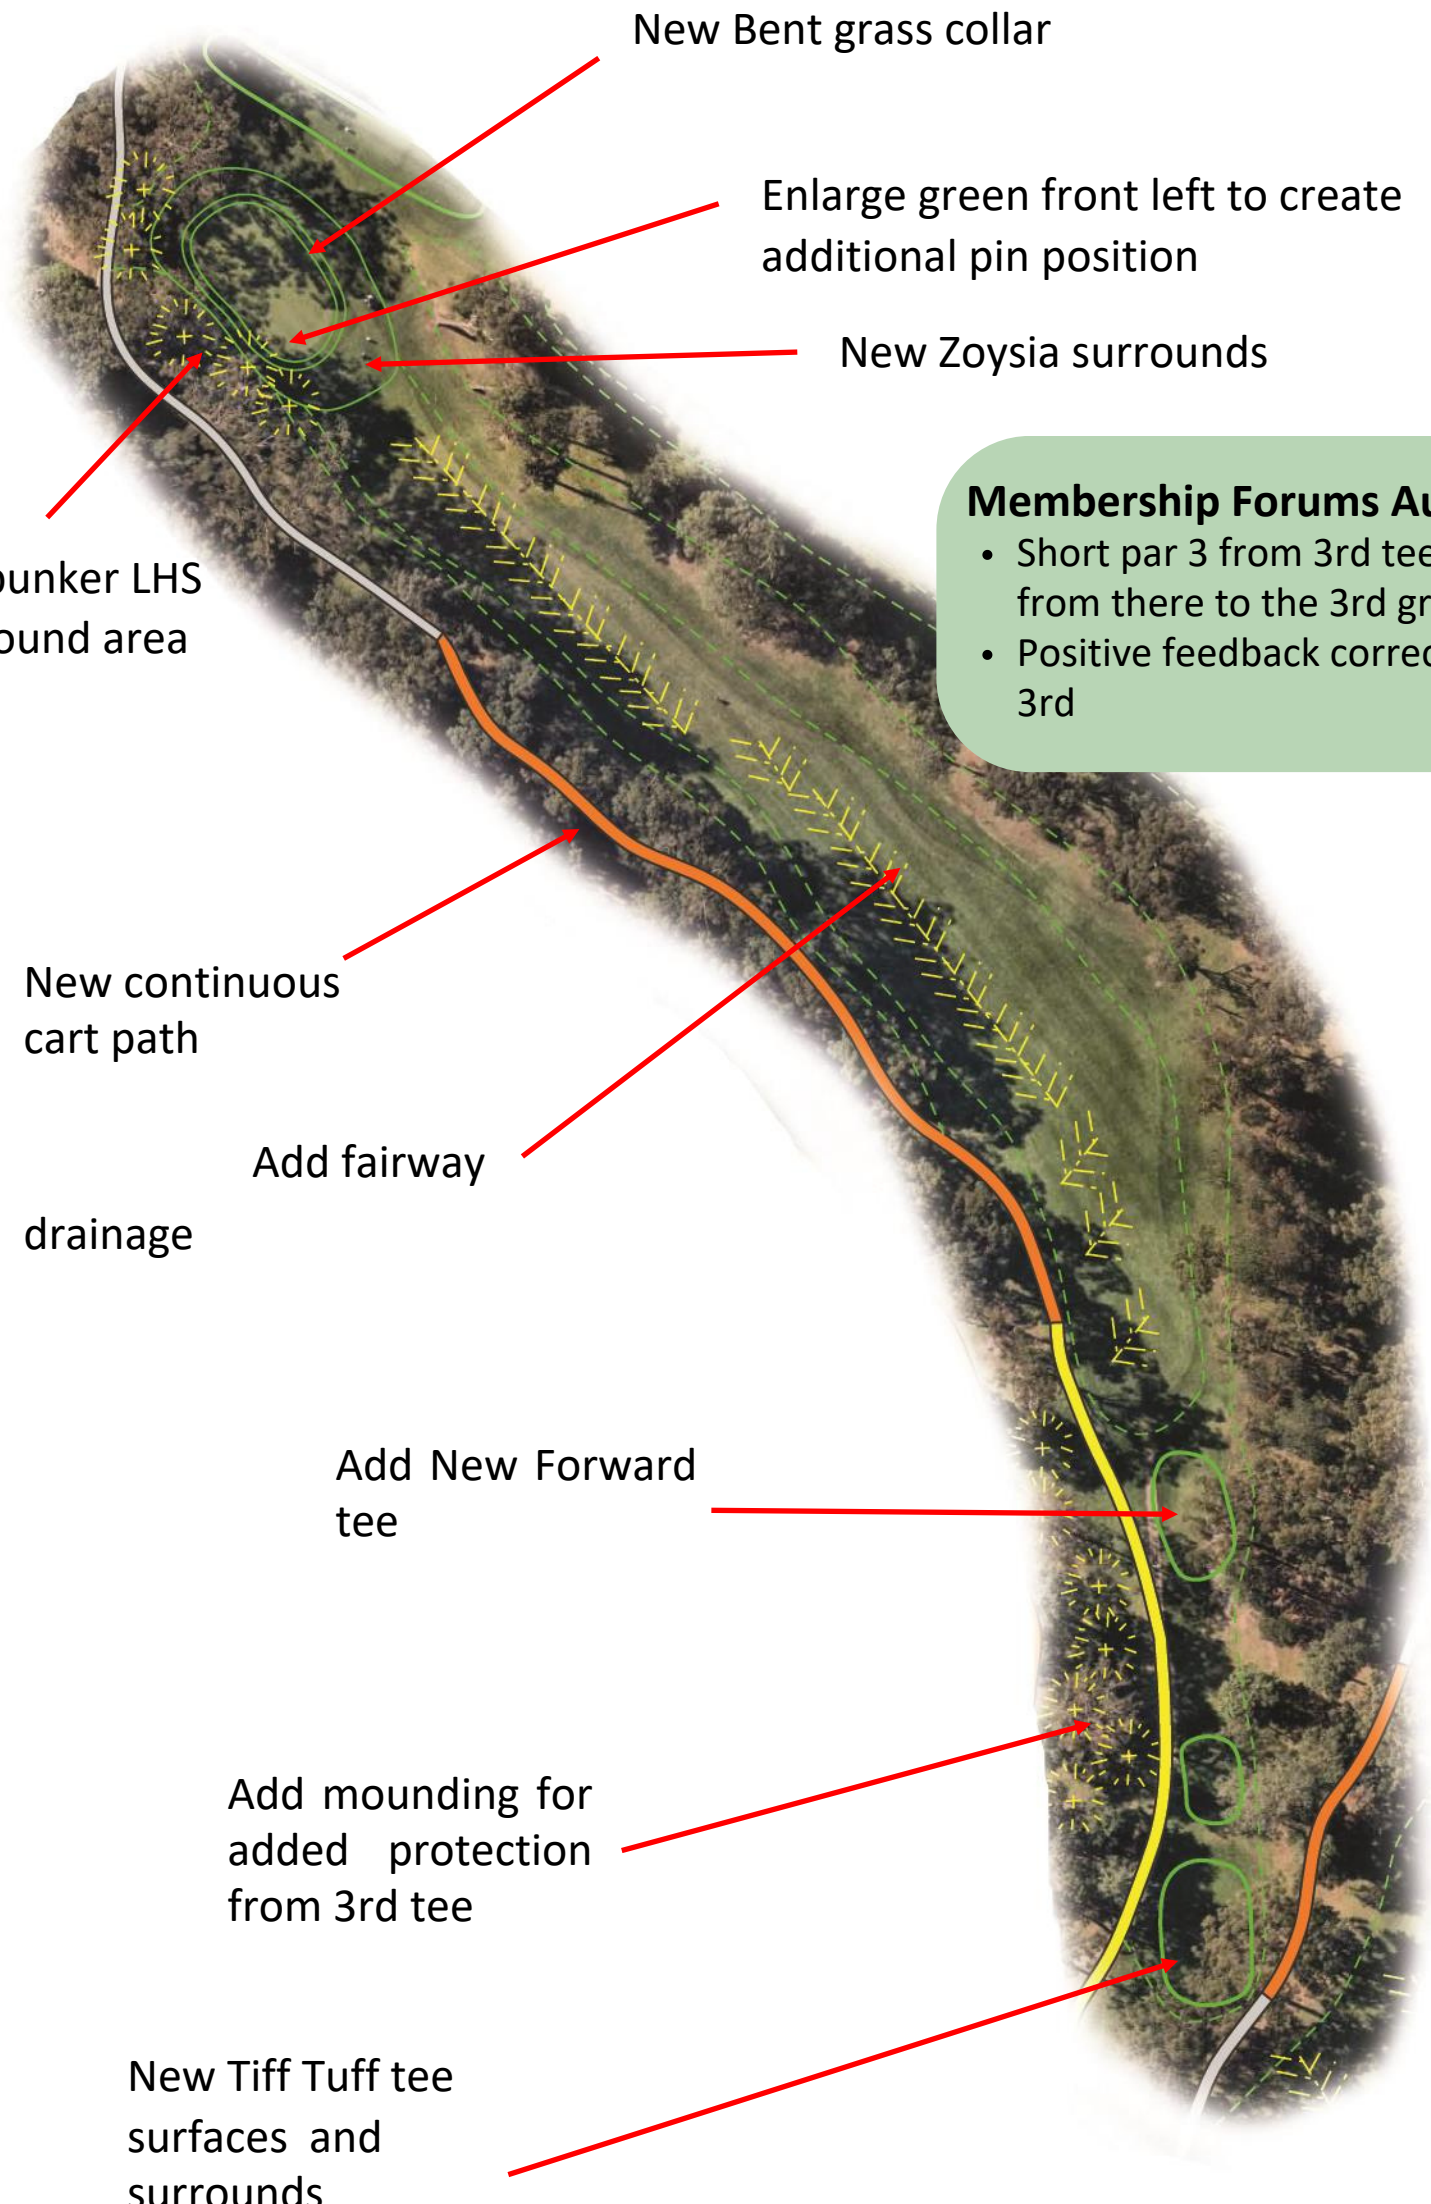 New Bent grass collar
Enlarge green front left to create
additional pin position
New Zoysia surrounds
Membership Forums
• Short par 3 from 3rd tee
from there to the 3rd
• Positive feedback
3rd
bunker LHS
area
New continuous
cart path
Add fairway
drainage
Add New Forward
tee
Add mounding for
added protection
from 3rd tee
New Tiff Tuff tee
surfaces and
surrounds